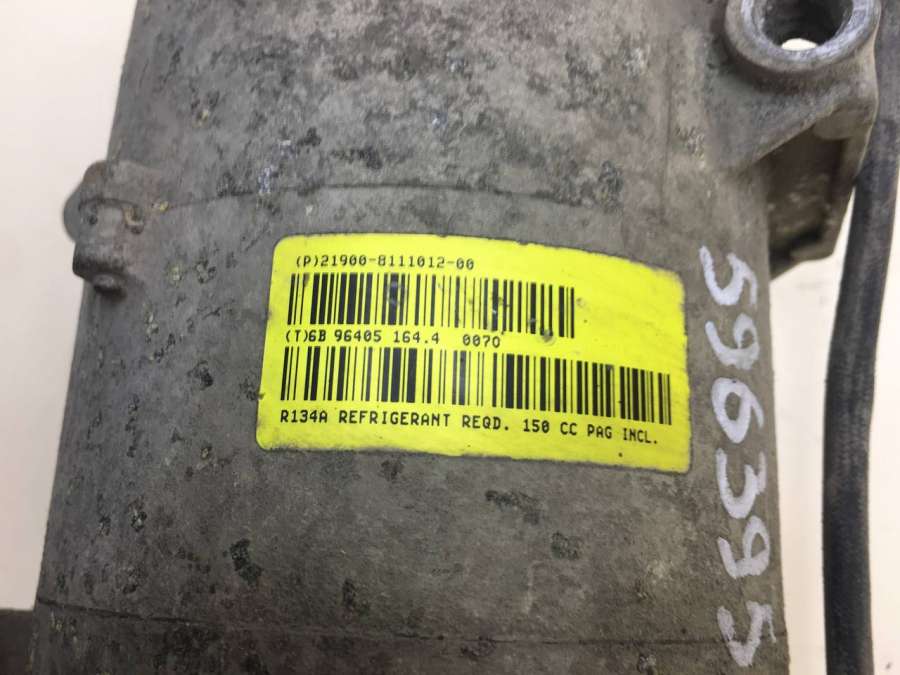 (P)21900-8111012-00
(T)6B 96405 164.4 0070
R134A REFRIGERANT REQD. 150 CC PAG INCL.
596395